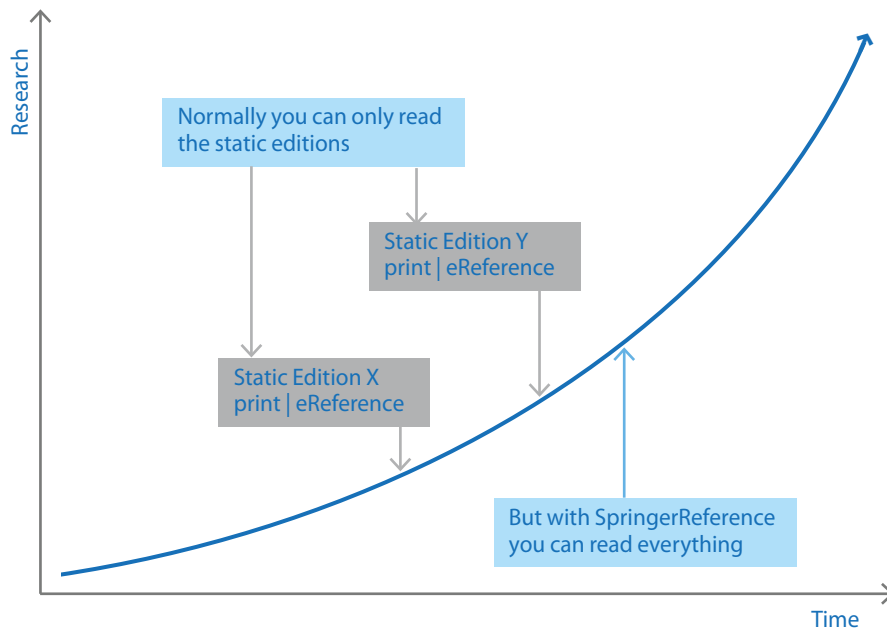 Research
Normally you can only read
the static editions
Static Edition Y
print | eReference
Static Edition X
print | eReference
But with SpringerReference
you can read everything
Time